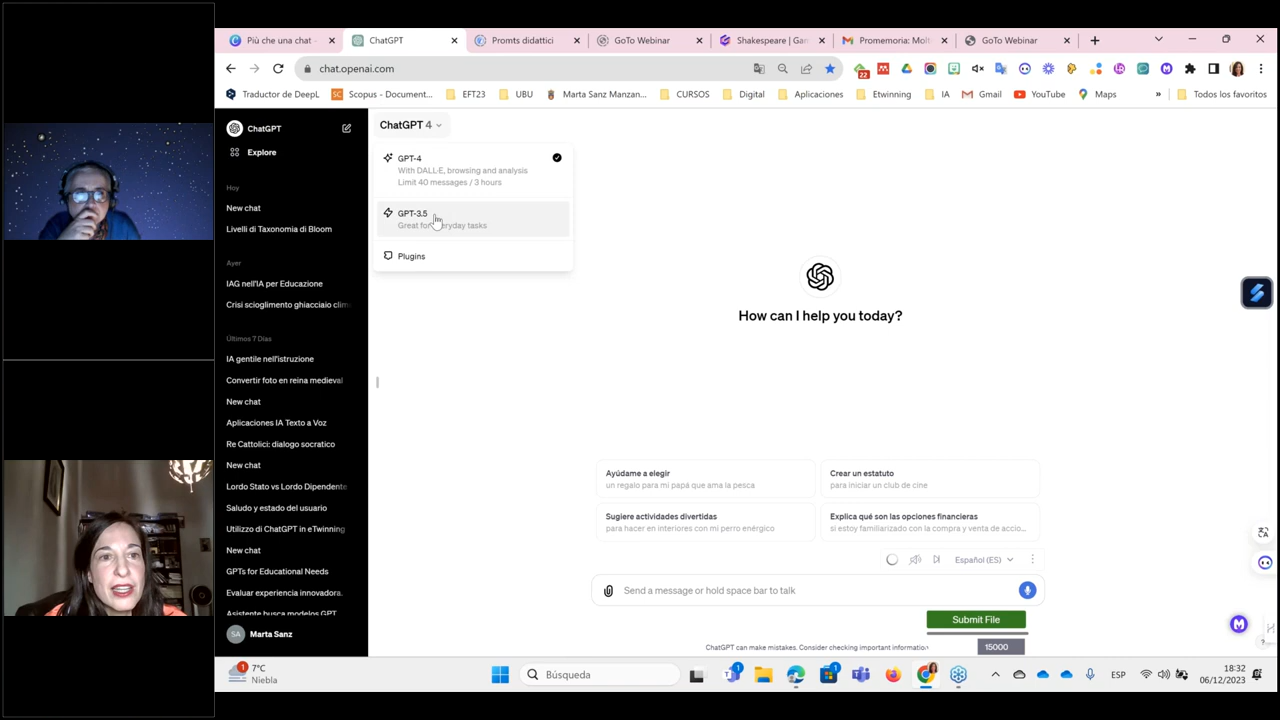 Più che una chat
ChatGPT
Promts didattici
GoTo Webinar
Shakespeare | Gam
Promemoria: Molt
GoTo Webinar
chat.openai.com
22
Traductor de DeepL
SC Scopus - Document...
EFT23
UBU
Marta Sanz Manzan...
CURSOS
Digital
Aplicaciones
Etwinning
IA
Gmail
YouTube
Maps
»
Todos los favoritos
ChatGPT
Explore
Hoy
New chat
Livelli di Taxonomia di Bloom
Ayer
IAG nell'IA per Educazione
Crisi scioglimento ghiacciaio clim
Últimos 7 Días
IA gentile nell'istruzione
Convertir foto en reina medieval
New chat
Aplicaciones IA Texto a Voz
Re Cattolici: dialogo socratico
New chat
Lordo Stato vs Lordo Dipendente
Saludo y estado del usuario
Utilizzo di ChatGPT in eTwinning
New chat
GPTs for Educational Needs
Evaluar experiencia innovadora.
Asistente busca modelos GPT
SA Marta Sanz
ChatGPT 4
GPT-4
With DALL·E, browsing and analysis
Limit 40 messages / 3 hours
GPT-3.5
Great for everyday tasks
Plugins
How can I help you today?
Ayúdame a elegir
un regalo para mi papá que ama la pesca
Crear un estatuto
para iniciar un club de cine
Sugiere actividades divertidas
para hacer en interiores con mi perro enérgico
Explica qué son las opciones financieras
si estoy familiarizado con la compra y venta de accio...
Español (ES)
Send a message or hold space bar to talk
Submit File
ChatGPT can make mistakes. Consider checking important information
15000
?
1
7°C
Niebla
Búsqueda
1
1
ESP
18:32
06/12/2023